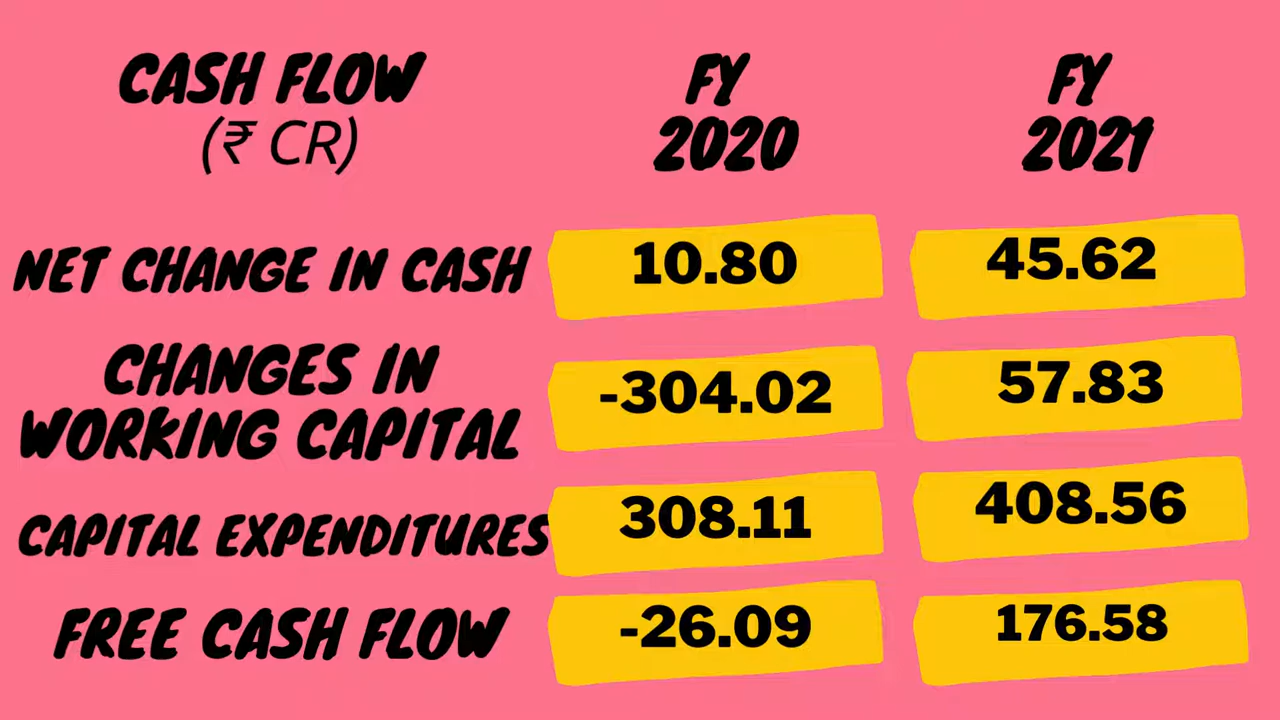 CASH FLOW FY FY
(₹ CR) 2020 2021
NET CHANGE IN CASH 10.80 45.62
CHANGES IN
WORKING CAPITAL -304.02 57.83
CAPITAL EXPENDITURES 308.11 408.56
FREE CASH FLOW -26.09 176.58